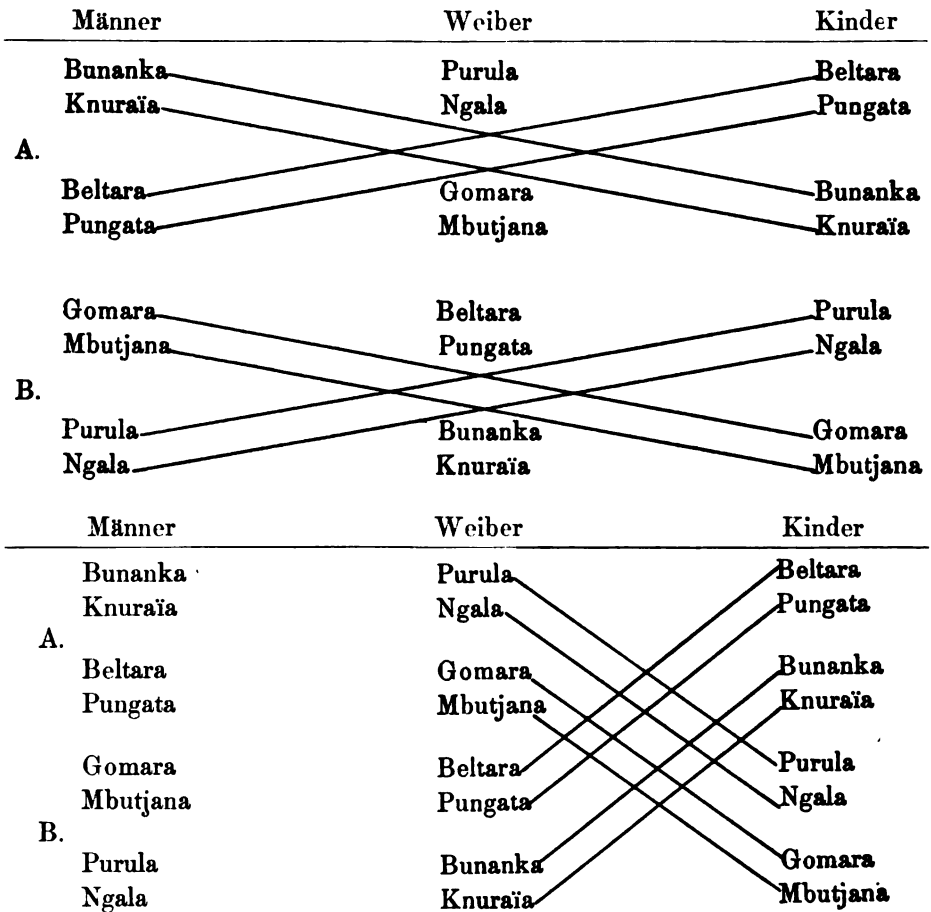 Männer Weiber Kinder
Bunanka Purula Beltara
Knuraïa Ngala Pungata
A.
Beltara Gomara Bunanka
Pungata Mbutjana Knuraïa
Gomara Beltara Purula
Mbutjana Pungata Ngala
B.
Purula Bunanka Gomara
Ngala Knuraïa Mbutjana
Männer Weiber Kinder
Bunanka Purula Beltara
Knuraïa Ngala Pungata
A.
Beltara Gomara Bunanka
Pungata Mbutjana Knuraïa
Gomara Beltara Purula
Mbutjana Pungata Ngala
B.
Purula Bunanka Gomara
Ngala Knuraïa Mbutjana